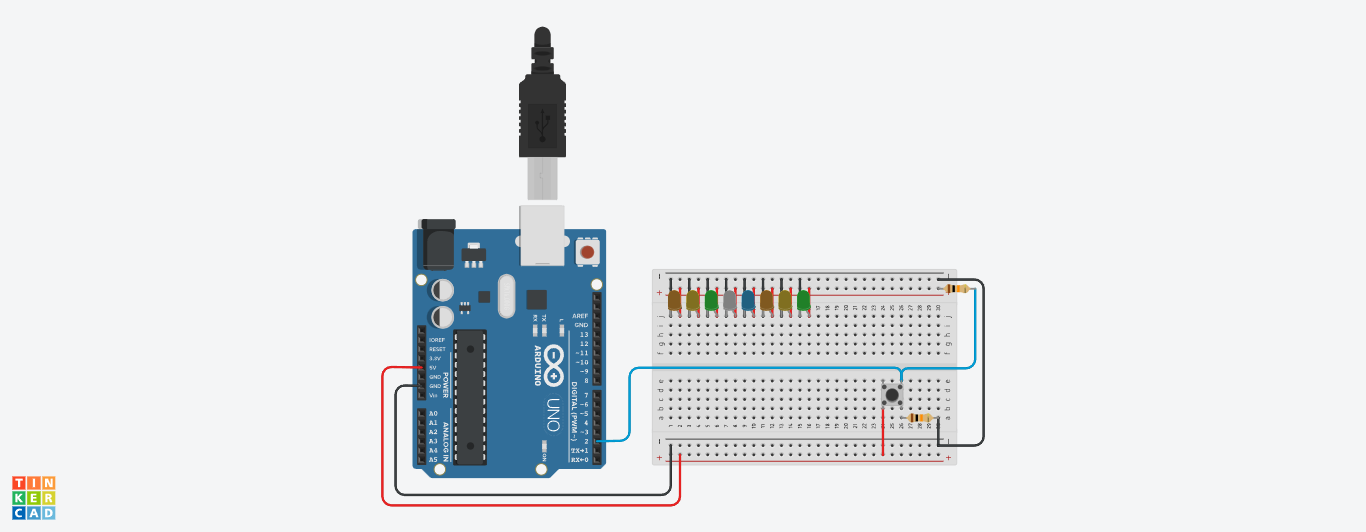 AREF
GND
IOREF
RESET
3.3V
5V
GND
GND
Vin
POWER
A0
A1
A2
A3
A4
A5
ANALOG IN
RX
TX
L
ARDUINO
UNO
ON
13
12
~11
~10
~9
8
7
~6
~5
4
~3
2
TX→1
RX←0
DIGITAL (PWM~)
j
i
h
g
f
e
d
c
b
a
TIN
KER
CAD